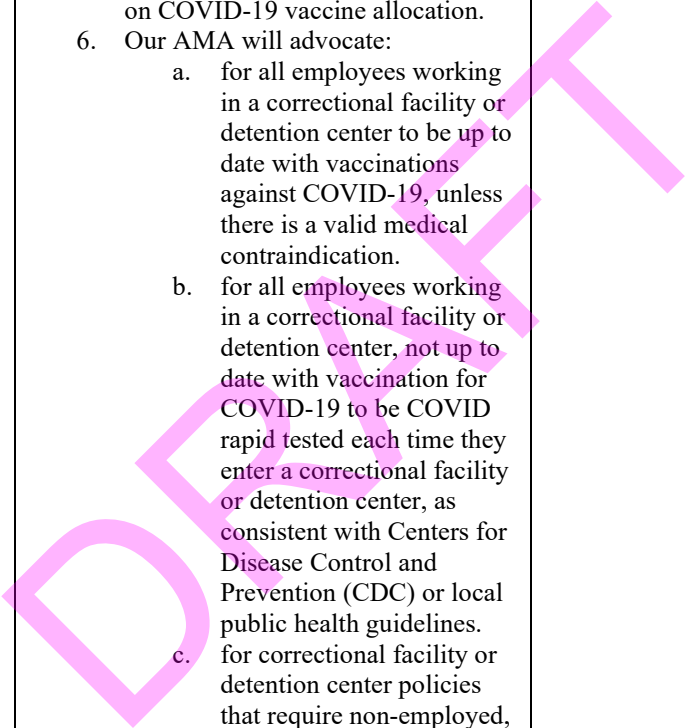 on COVID-19 vaccine allocation.
6. Our AMA will advocate:
a. for all employees working
in a correctional facility or
detention center to be up to
date with vaccinations
against COVID-19, unless
there is a valid medical
contraindication.
b. for all employees working
in a correctional facility or
detention center, not up to
date with vaccination for
COVID-19 to be COVID
rapid tested each time they
enter a correctional facility
or detention center, as
consistent with Centers for
Disease Control and
Prevention (CDC) or local
public health guidelines.
c. for correctional facility or
detention center policies
that require non-employed,
DRAFT